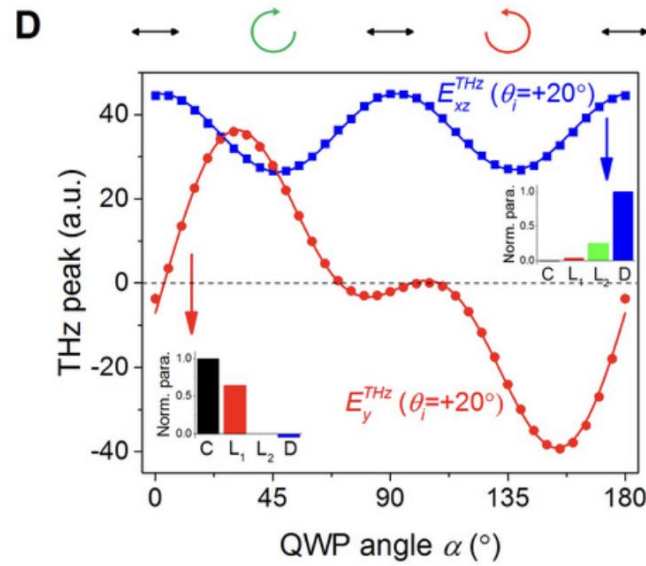 D
40
20
0
-20
-40
THz peak (a.u.)
E_xz^THz (θ_i=+20°)
1.0
0.5
0.0
Norm. para.
C L₁ L₂ D
1.0
0.5
0.0
Norm. para.
C L₁ L₂ D
E_y^THz (θ_i=+20°)
0 45 90 135 180
QWP angle α (°)